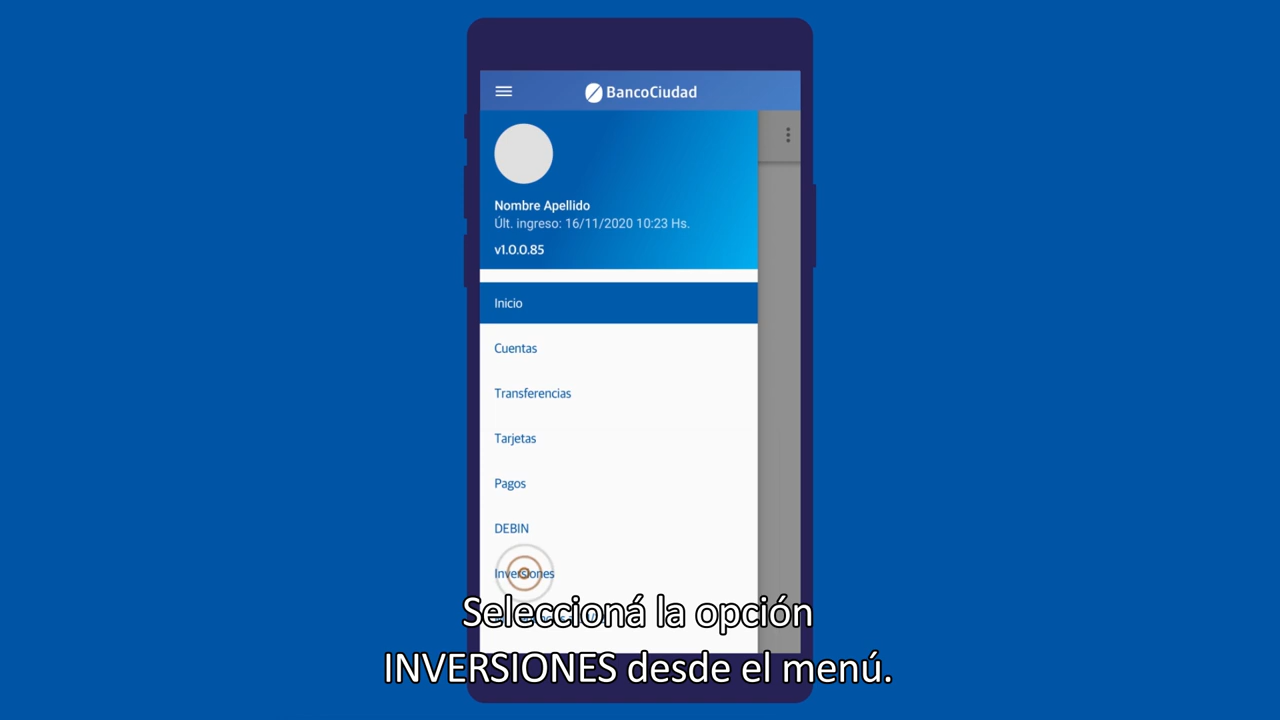 BancoCiudad
Nombre Apellido
Últ. ingreso: 16/11/2020 10:23 Hs.
v1.0.0.85
Inicio
Cuentas
Transferencias
Tarjetas
Pagos
DEBIN
Inversiones
Seleccioná la opción
INVERSIONES desde el menú.